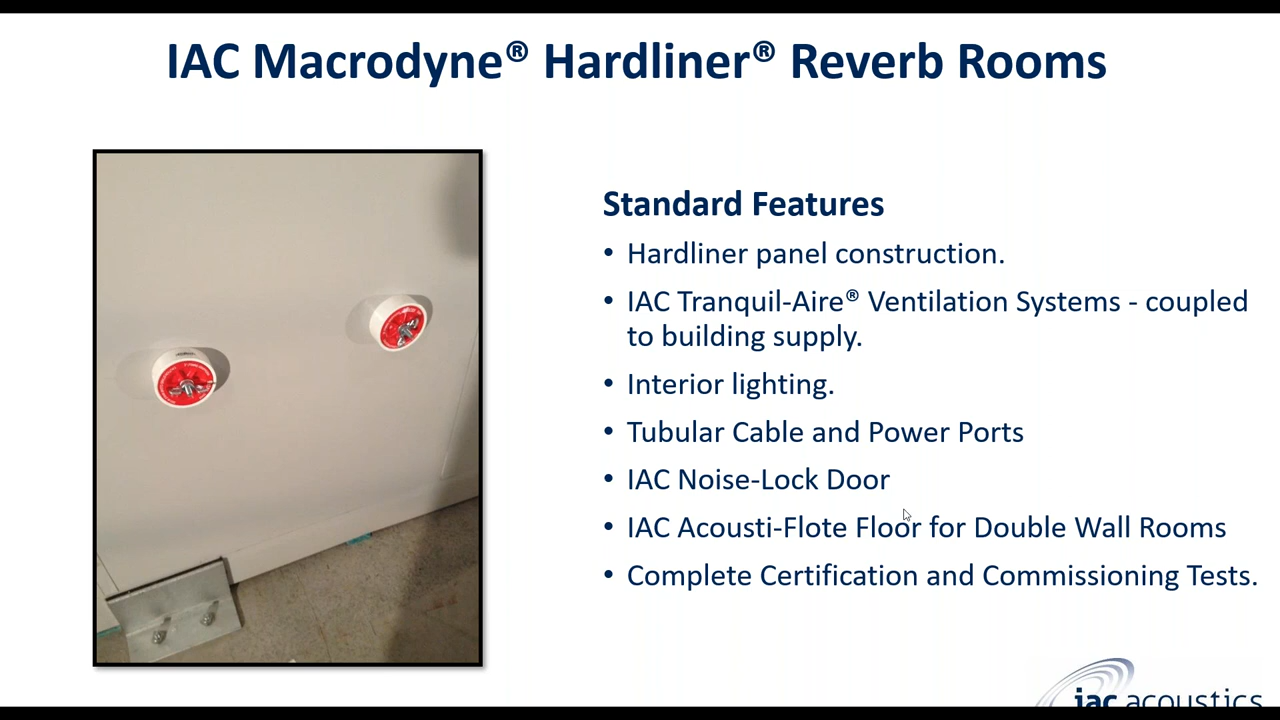 IAC Macrodyne® Hardliner® Reverb Rooms
Standard Features
• Hardliner panel construction.
• IAC Tranquil-Aire® Ventilation Systems - coupled
to building supply.
• Interior lighting.
• Tubular Cable and Power Ports
• IAC Noise-Lock Door
• IAC Acousti-Flote Floor for Double Wall Rooms
• Complete Certification and Commissioning Tests.
iac acoustics